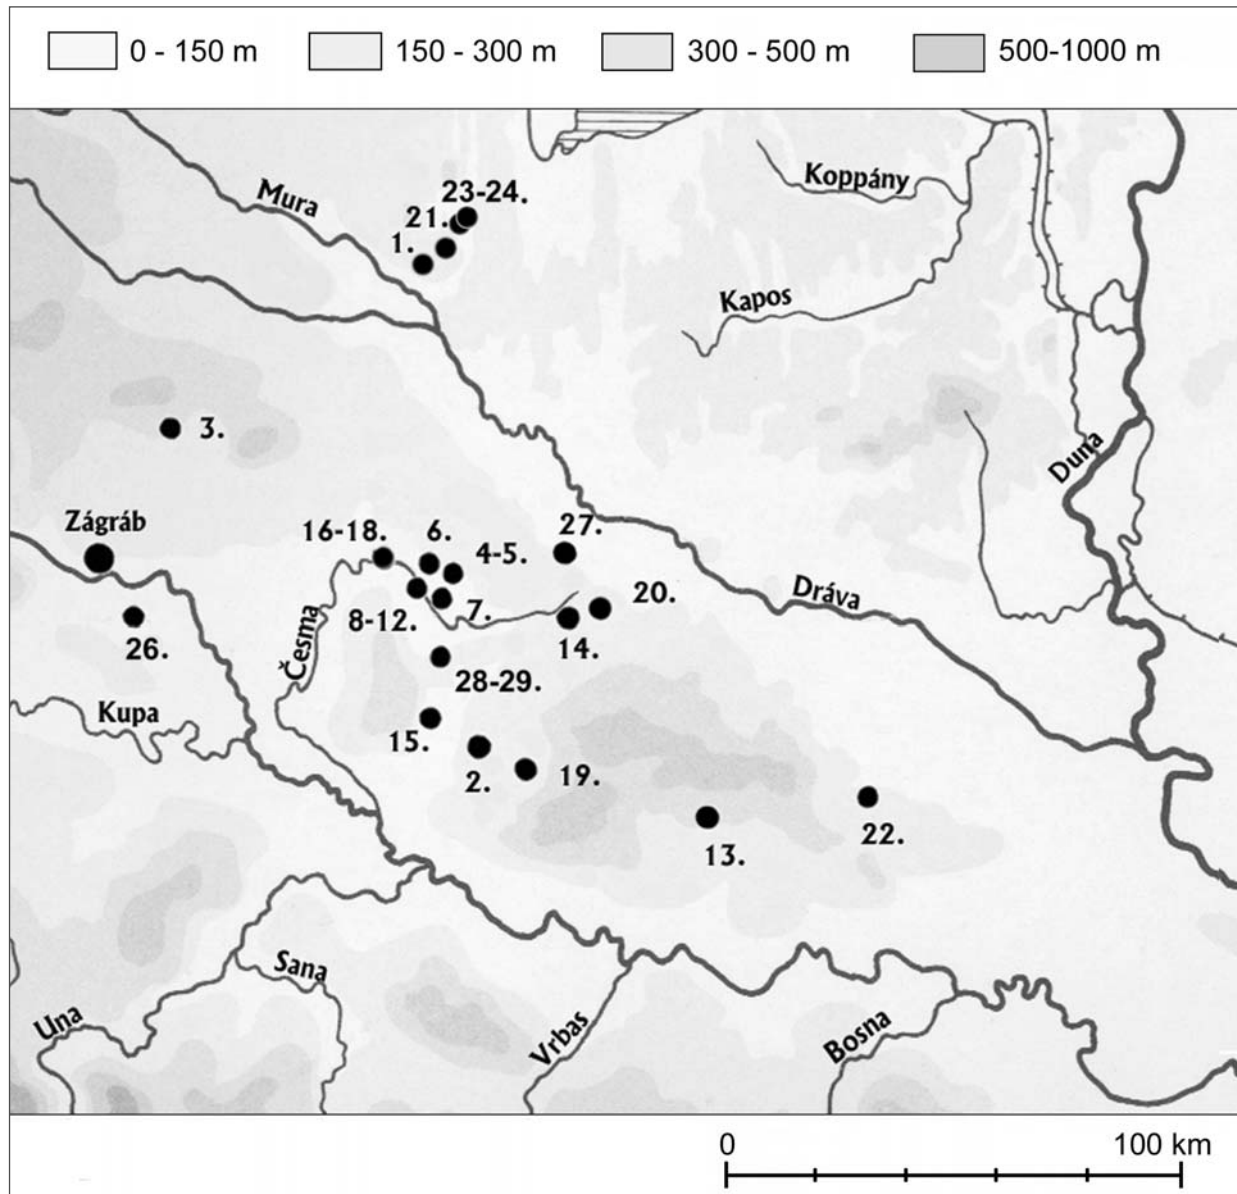 0 - 150 m 150 - 300 m 300 - 500 m 500-1000 m
Koppány
Mura
23-24.
21.
1.
Kapos
3.
Duna
Zágráb
16-18.
6.
27.
4-5.
20.
Dráva
8-12.
7.
Česma
26.
14.
28-29.
Kupa
15.
2.
19.
22.
13.
Sana
Una
Vrbas
Bosna
0 100 km